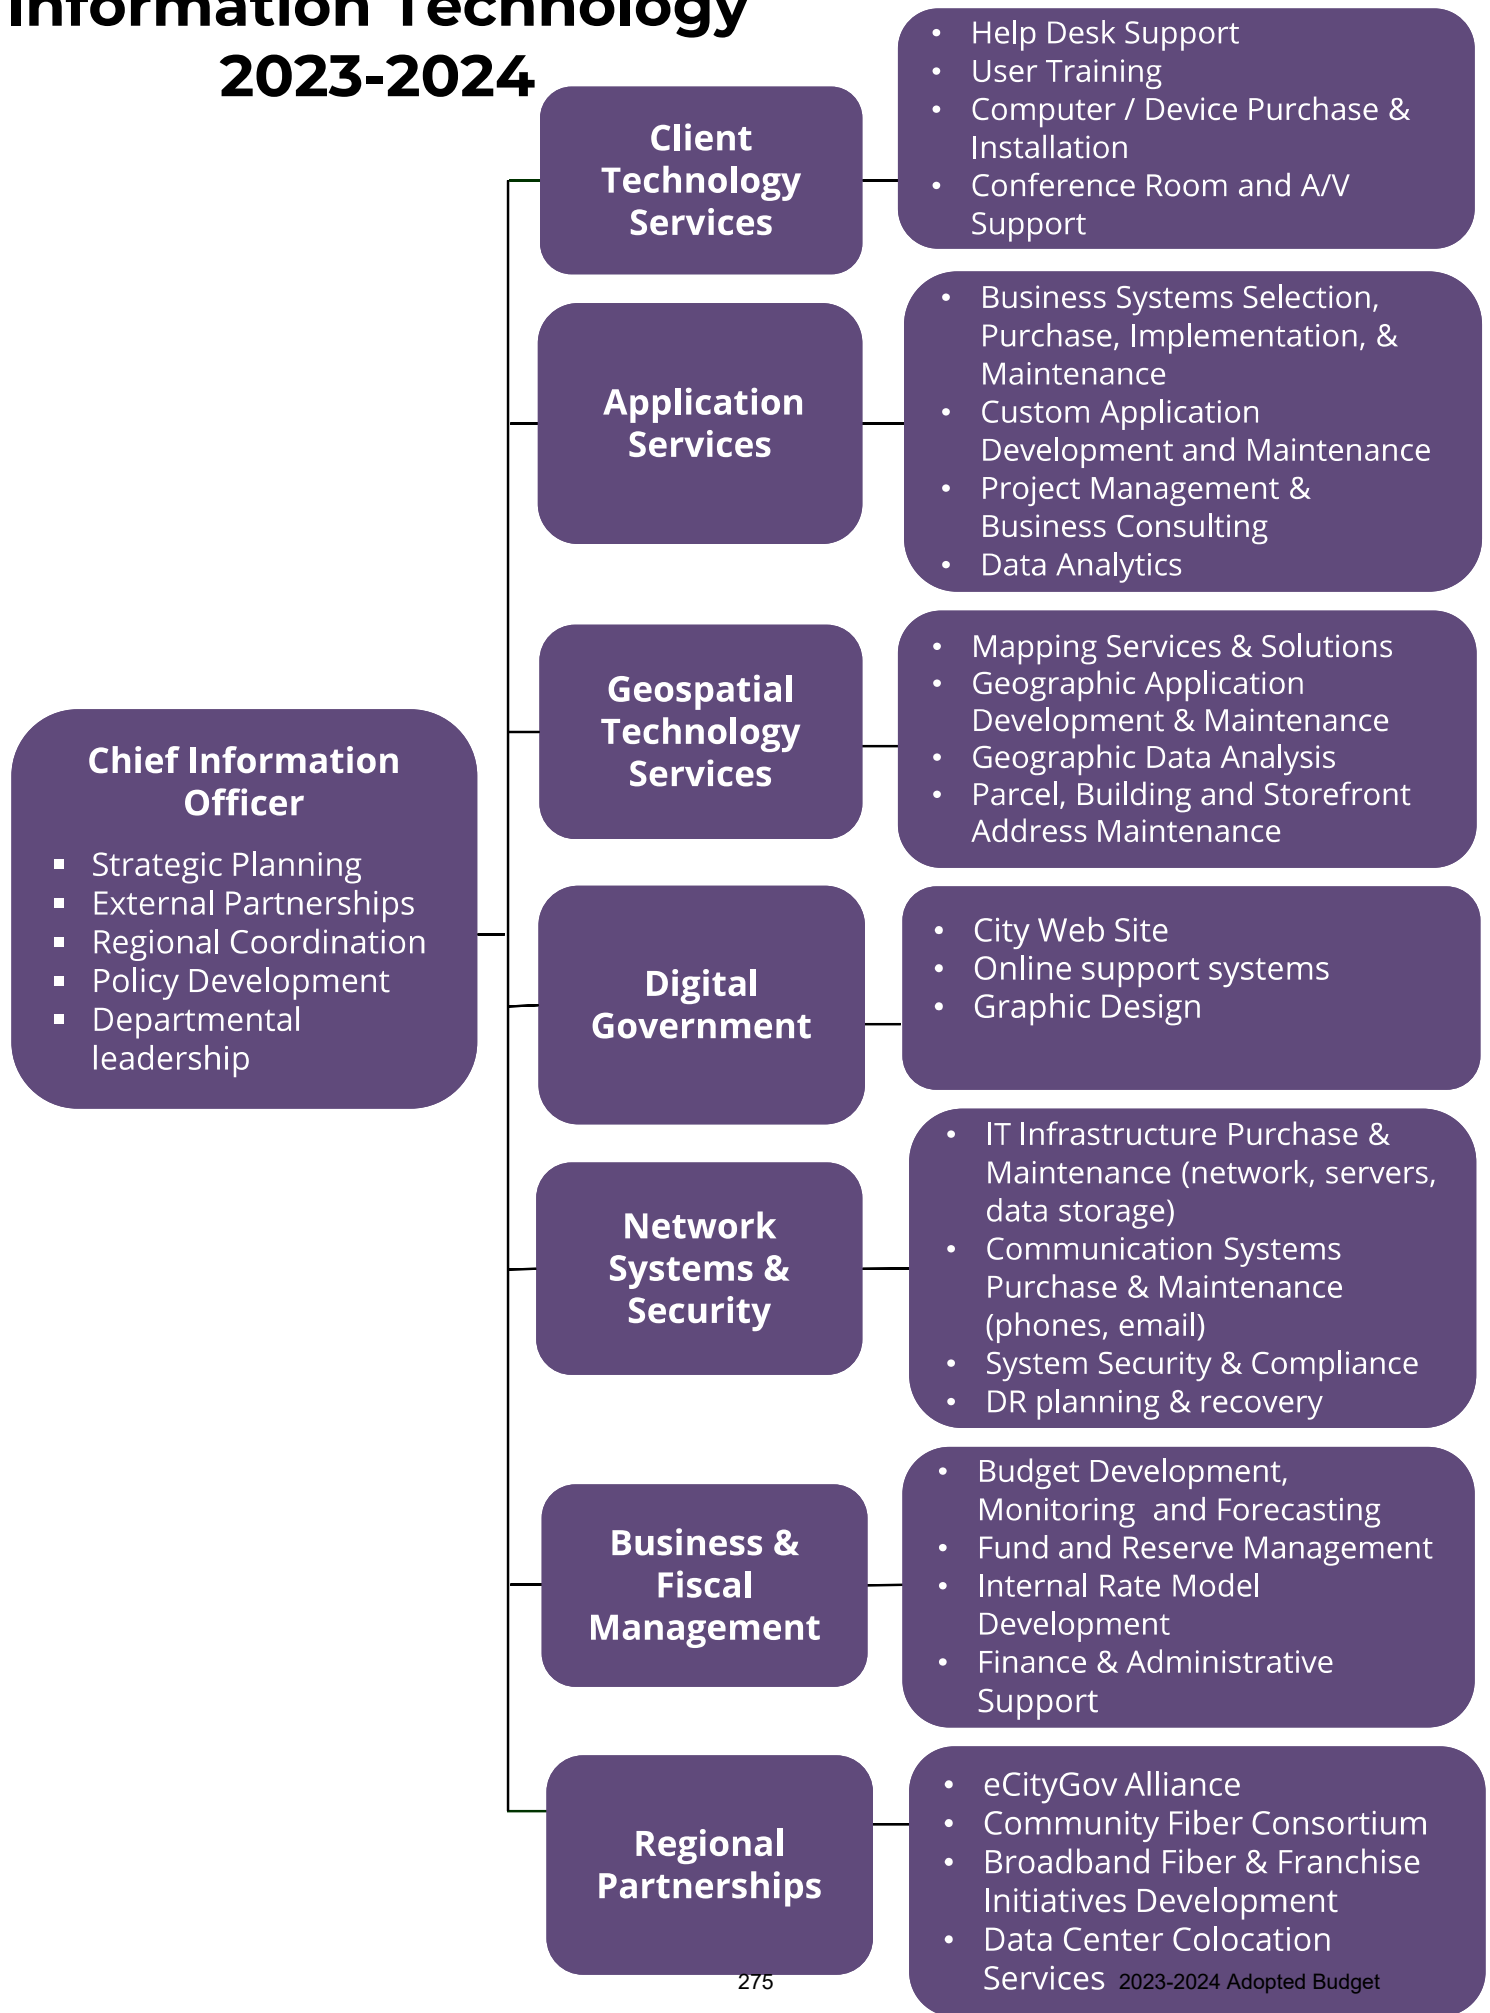 Information Technology
2023-2024
Chief Information
Officer
▪ Strategic Planning
▪ External Partnerships
▪ Regional Coordination
▪ Policy Development
▪ Departmental
leadership
Client
Technology
Services
• Help Desk Support
• User Training
• Computer / Device Purchase &
Installation
• Conference Room and A/V
Support
Application
Services
• Business Systems Selection,
Purchase, Implementation, &
Maintenance
• Custom Application
Development and Maintenance
• Project Management &
Business Consulting
• Data Analytics
Geospatial
Technology
Services
• Mapping Services & Solutions
• Geographic Application
Development & Maintenance
• Geographic Data Analysis
• Parcel, Building and Storefront
Address Maintenance
Digital
Government
• City Web Site
• Online support systems
• Graphic Design
Network
Systems &
Security
• IT Infrastructure Purchase &
Maintenance (network, servers,
data storage)
• Communication Systems
Purchase & Maintenance
(phones, email)
• System Security & Compliance
• DR planning & recovery
Business &
Fiscal
Management
• Budget Development,
Monitoring  and Forecasting
• Fund and Reserve Management
• Internal Rate Model
Development
• Finance & Administrative
Support
Regional
Partnerships
• eCityGov Alliance
• Community Fiber Consortium
• Broadband Fiber & Franchise
Initiatives Development
• Data Center Colocation
Services
275
2023-2024 Adopted Budget